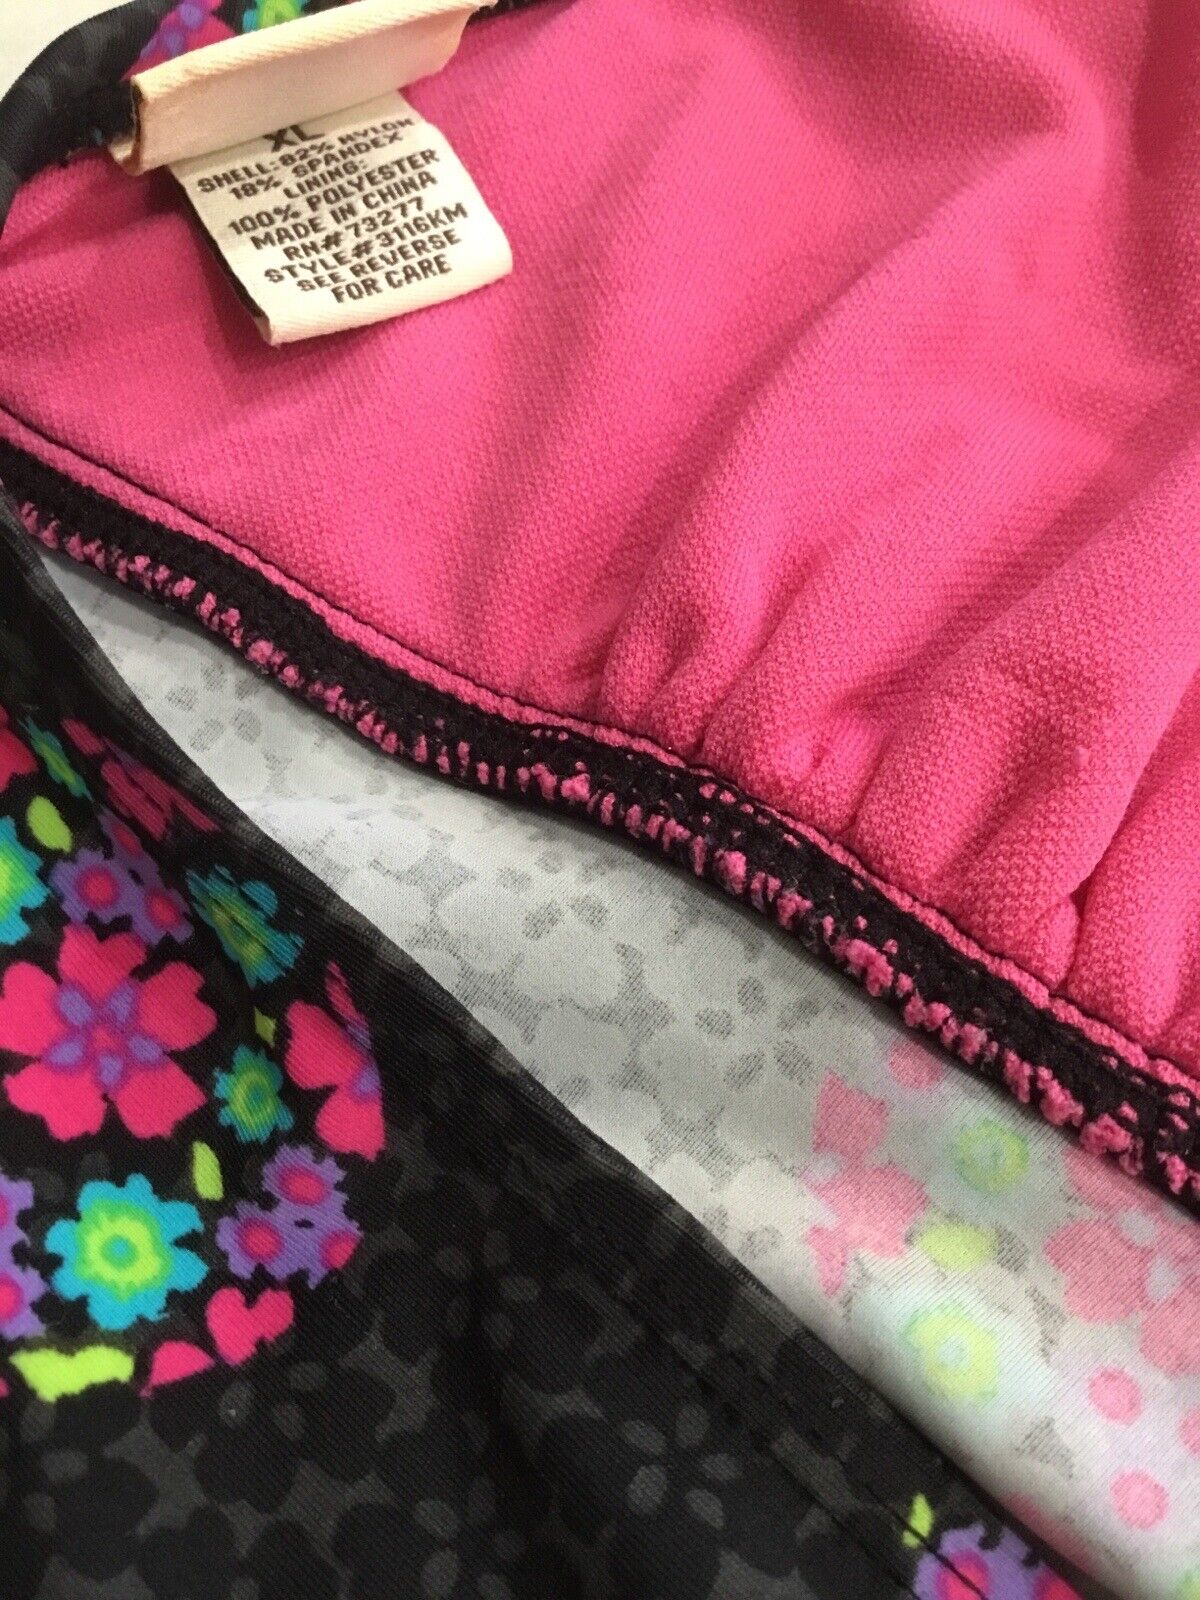 XL
SHELL:82% NYLON
18% SPANDEX
LINING:
100% POLYESTER
MADE IN CHINA
RN# 73277
STYLE#3116KM
SEE REVERSE
FOR CARE